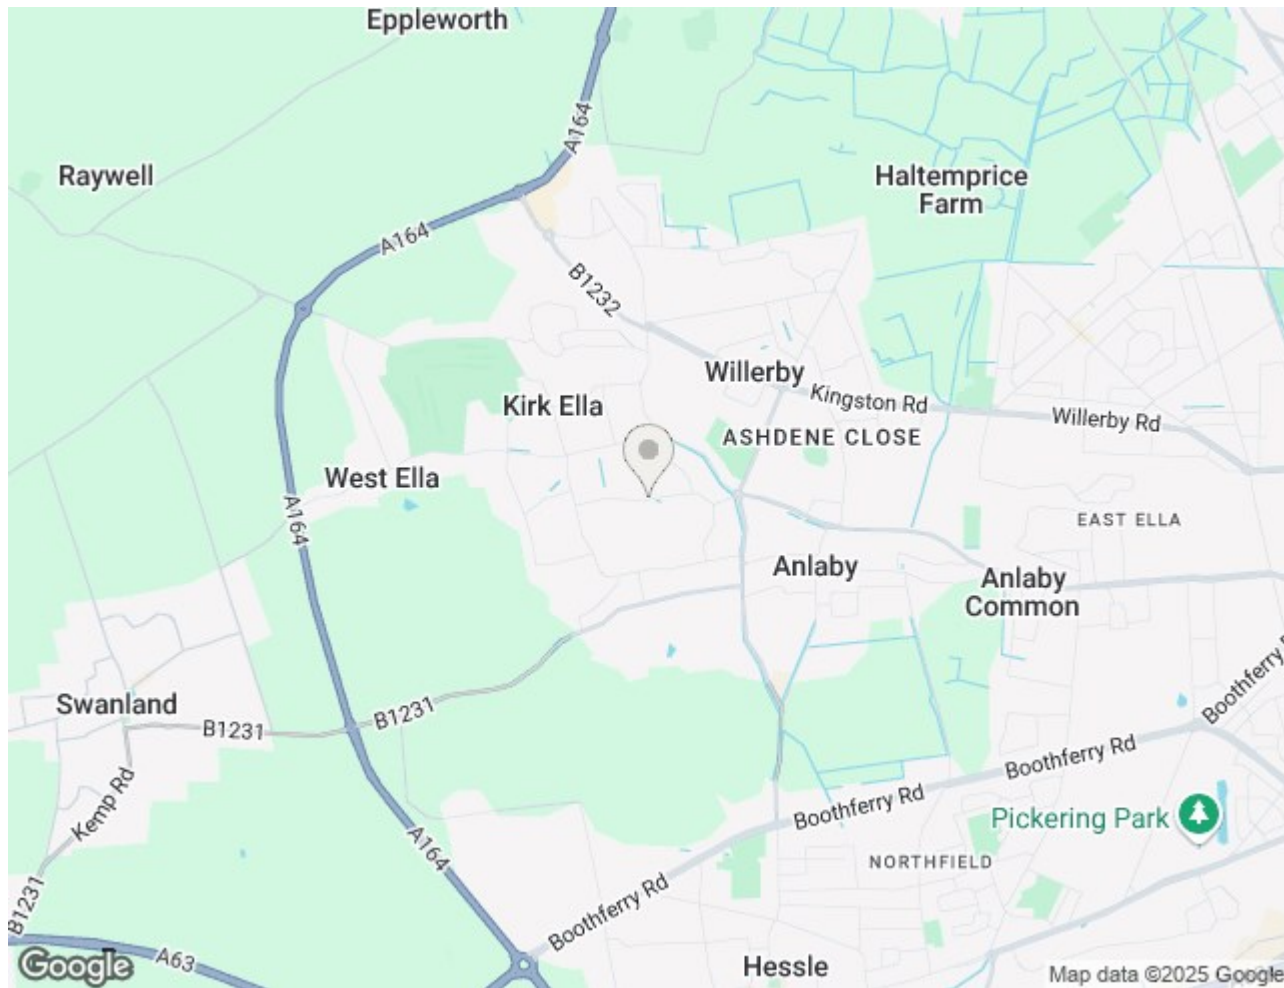 Eppleworth
A164
Raywell
Haltemprice
Farm
A164
B1232
Willerby
Kingston Rd
Kirk Ella
Willerby Rd
ASHDENE CLOSE
West Ella
A164
EAST ELLA
Anlaby
Anlaby
Common
Swanland
B1231
B1231
Boothferry
Boothferry Rd
Kemp Rd
Boothferry Rd
Pickering Park
A164
NORTHFIELD
B1231
Boothferry Rd
A63
Google
Hessle
Map data ©2025 Google